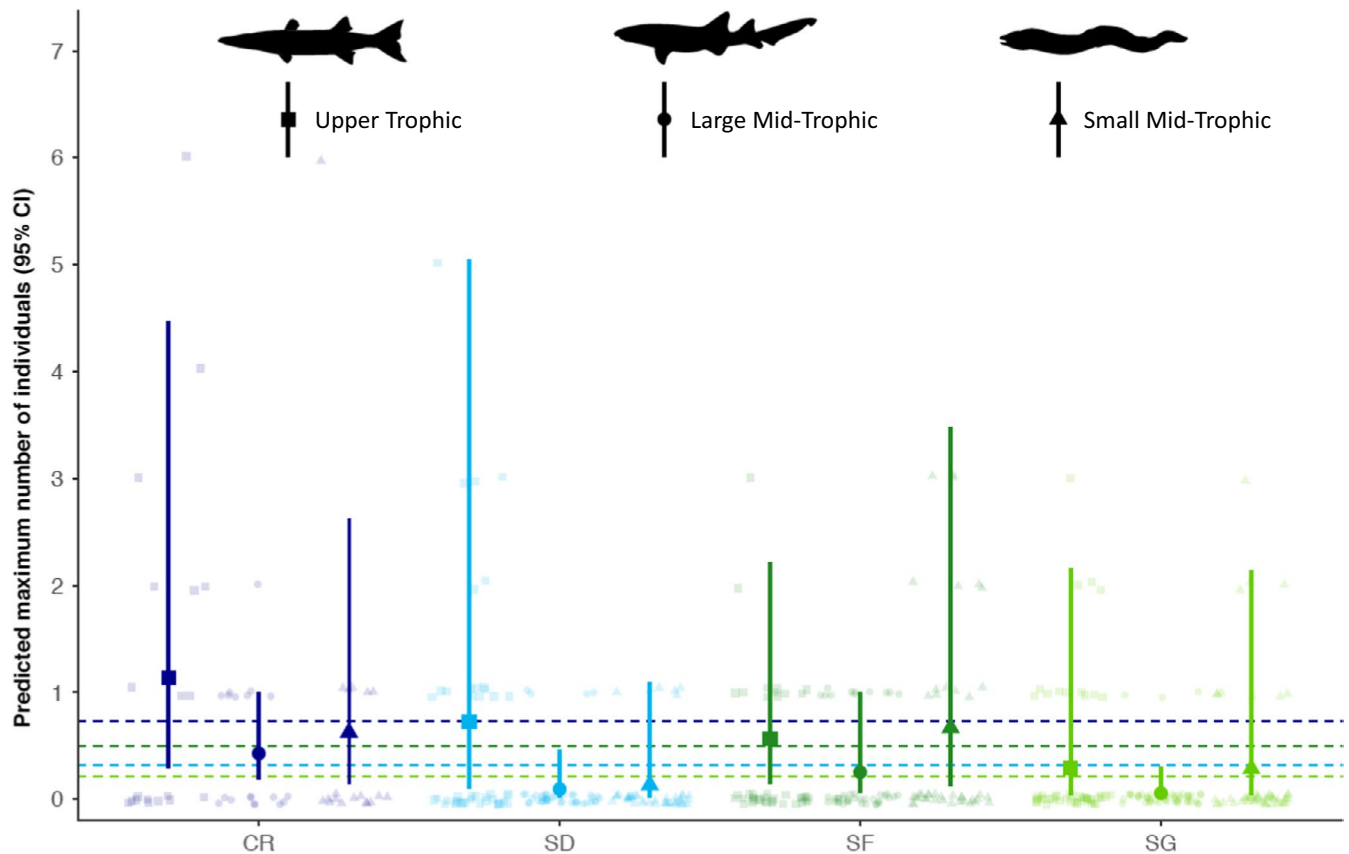 7
6
5
4
3
2
1
0
Predicted maximum number of individuals (95% CI)
Upper Trophic
Large Mid-Trophic
Small Mid-Trophic
CR
SD
SF
SG